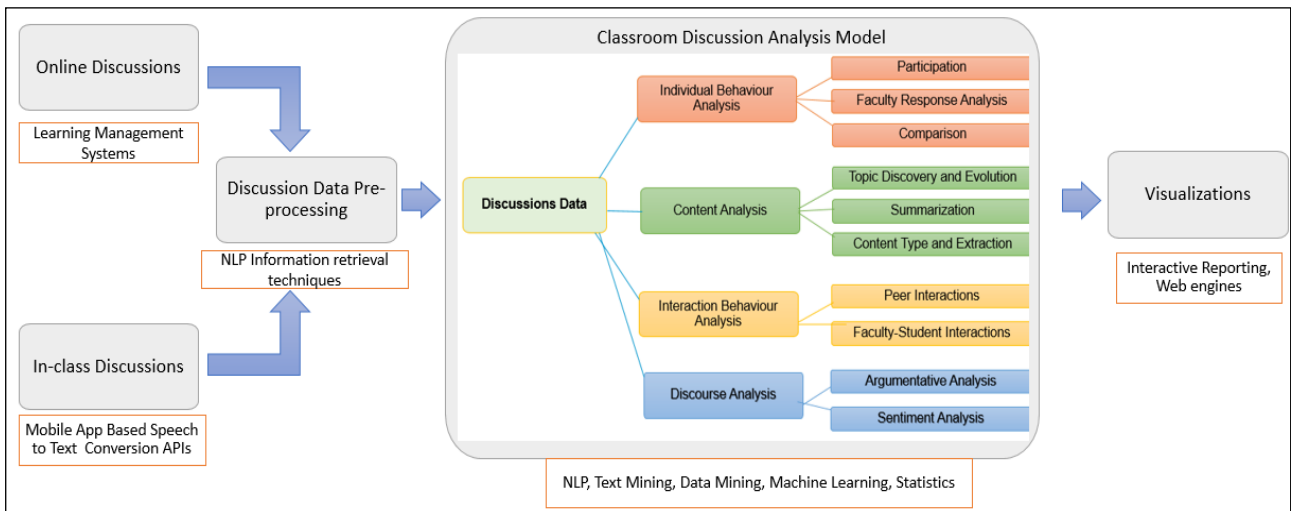 Online Discussions
Learning Management
Systems
In-class Discussions
Mobile App Based Speech
to Text Conversion APIs
Discussion Data Pre-
processing
NLP Information retrieval
techniques
Classroom Discussion Analysis Model
Discussions Data
Individual Behaviour
Analysis
Participation
Faculty Response Analysis
Comparison
Content Analysis
Topic Discovery and Evolution
Summarization
Content Type and Extraction
Interaction Behaviour
Analysis
Peer Interactions
Faculty-Student Interactions
Discourse Analysis
Argumentative Analysis
Sentiment Analysis
NLP, Text Mining, Data Mining, Machine Learning, Statistics
Visualizations
Interactive Reporting,
Web engines